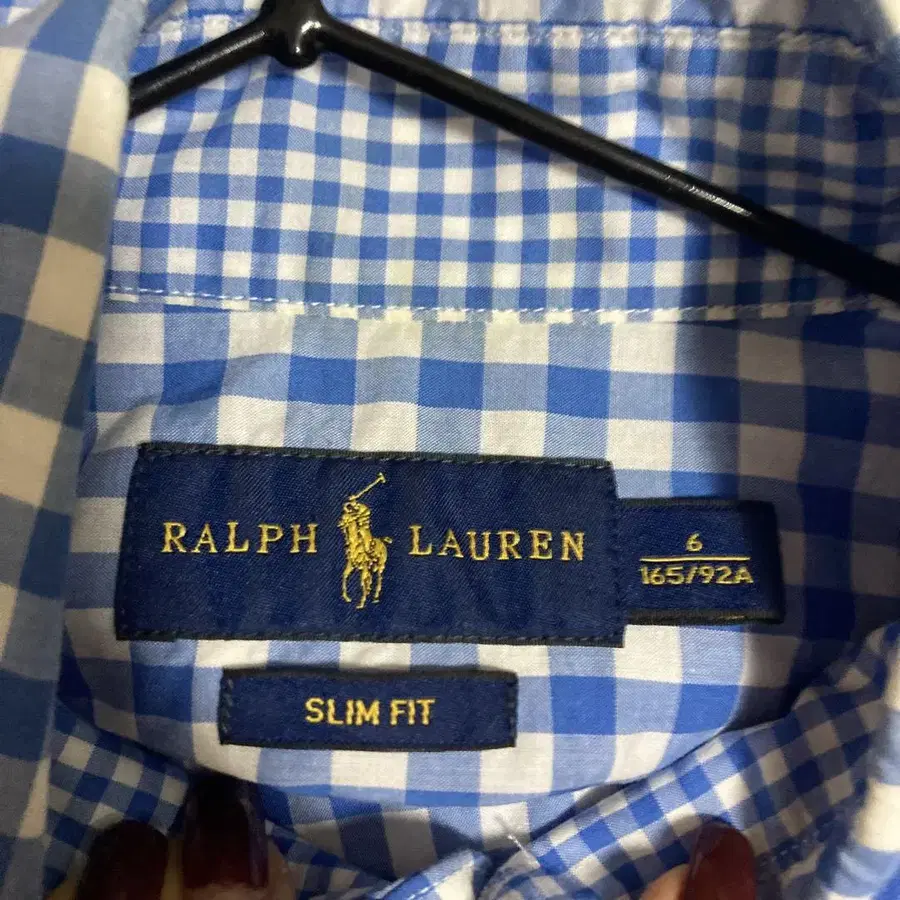 RALPH LAUREN
6
165/92A
SLIM FIT